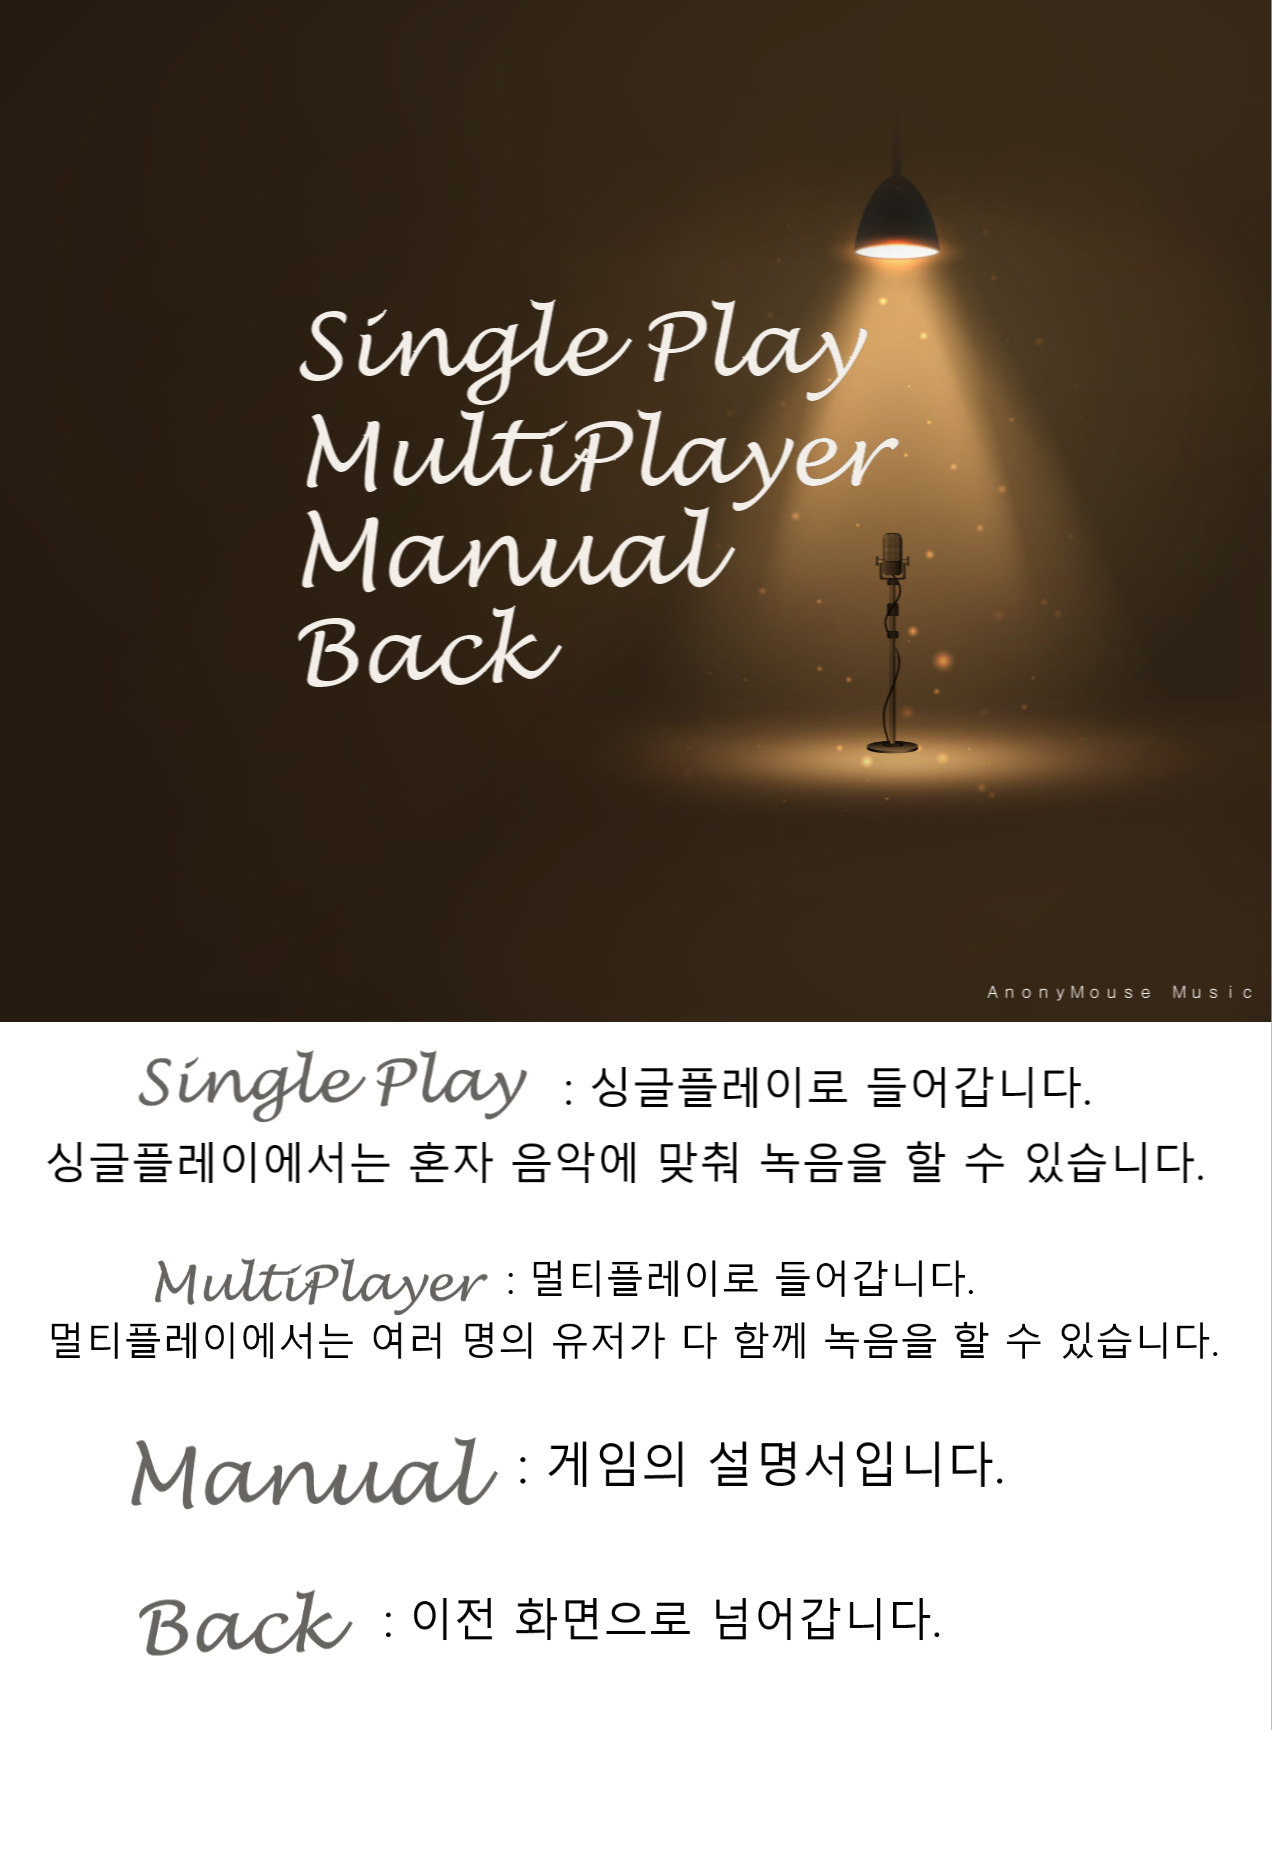 Single Play
MultiPlayer
Manual
Back
AnonyMouse Music
Single Play : 싱글플레이로 들어갑니다.
싱글플레이에서는 혼자 음악에 맞춰 녹음을 할 수 있습니다.
MultiPlayer : 멀티플레이로 들어갑니다.
멀티플레이에서는 여러 명의 유저가 다 함께 녹음을 할 수 있습니다.
Manual : 게임의 설명서입니다.
Back : 이전 화면으로 넘어갑니다.